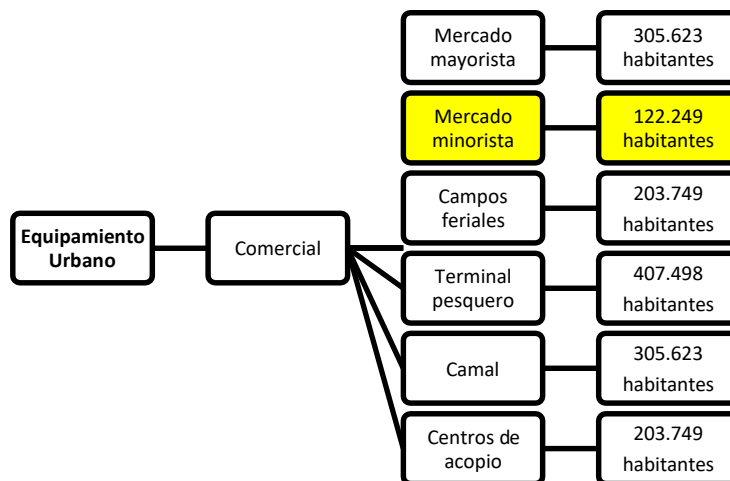 Mercado
mayorista
305.623
habitantes
Mercado
minorista
122.249
habitantes
Campos
feriales
203.749
habitantes
Equipamiento
Urbano
Comercial
Terminal
pesquero
407.498
habitantes
Camal
305.623
habitantes
Centros de
acopio
203.749
habitantes